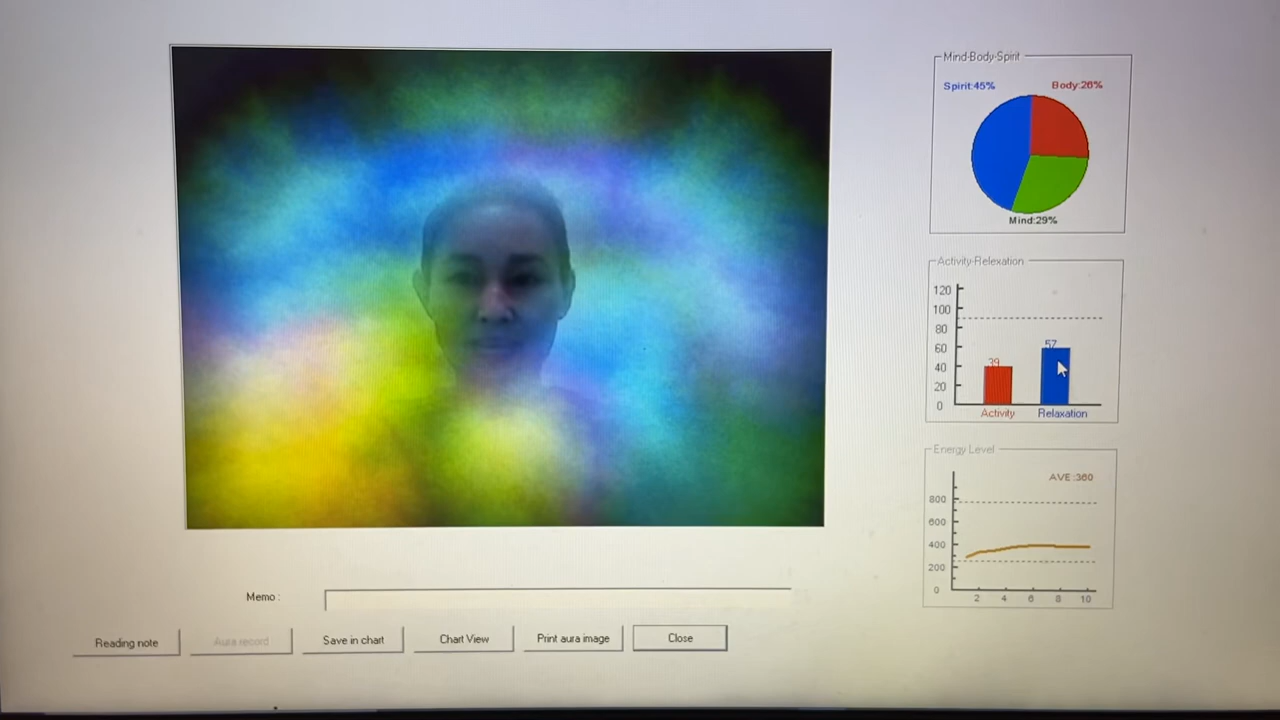 Mind-Body-Spirit
Spirit:45% Body:26%
Mind:29%
Activity-Relexation
120
100
80
60
40
20
0
39
57
Activity Relaxation
Energy Level
AVE :360
800
600
400
200
0
2 4 6 8 10
Memo :
Reading note
Aura record
Save in chart
Chart View
Print aura image
Close